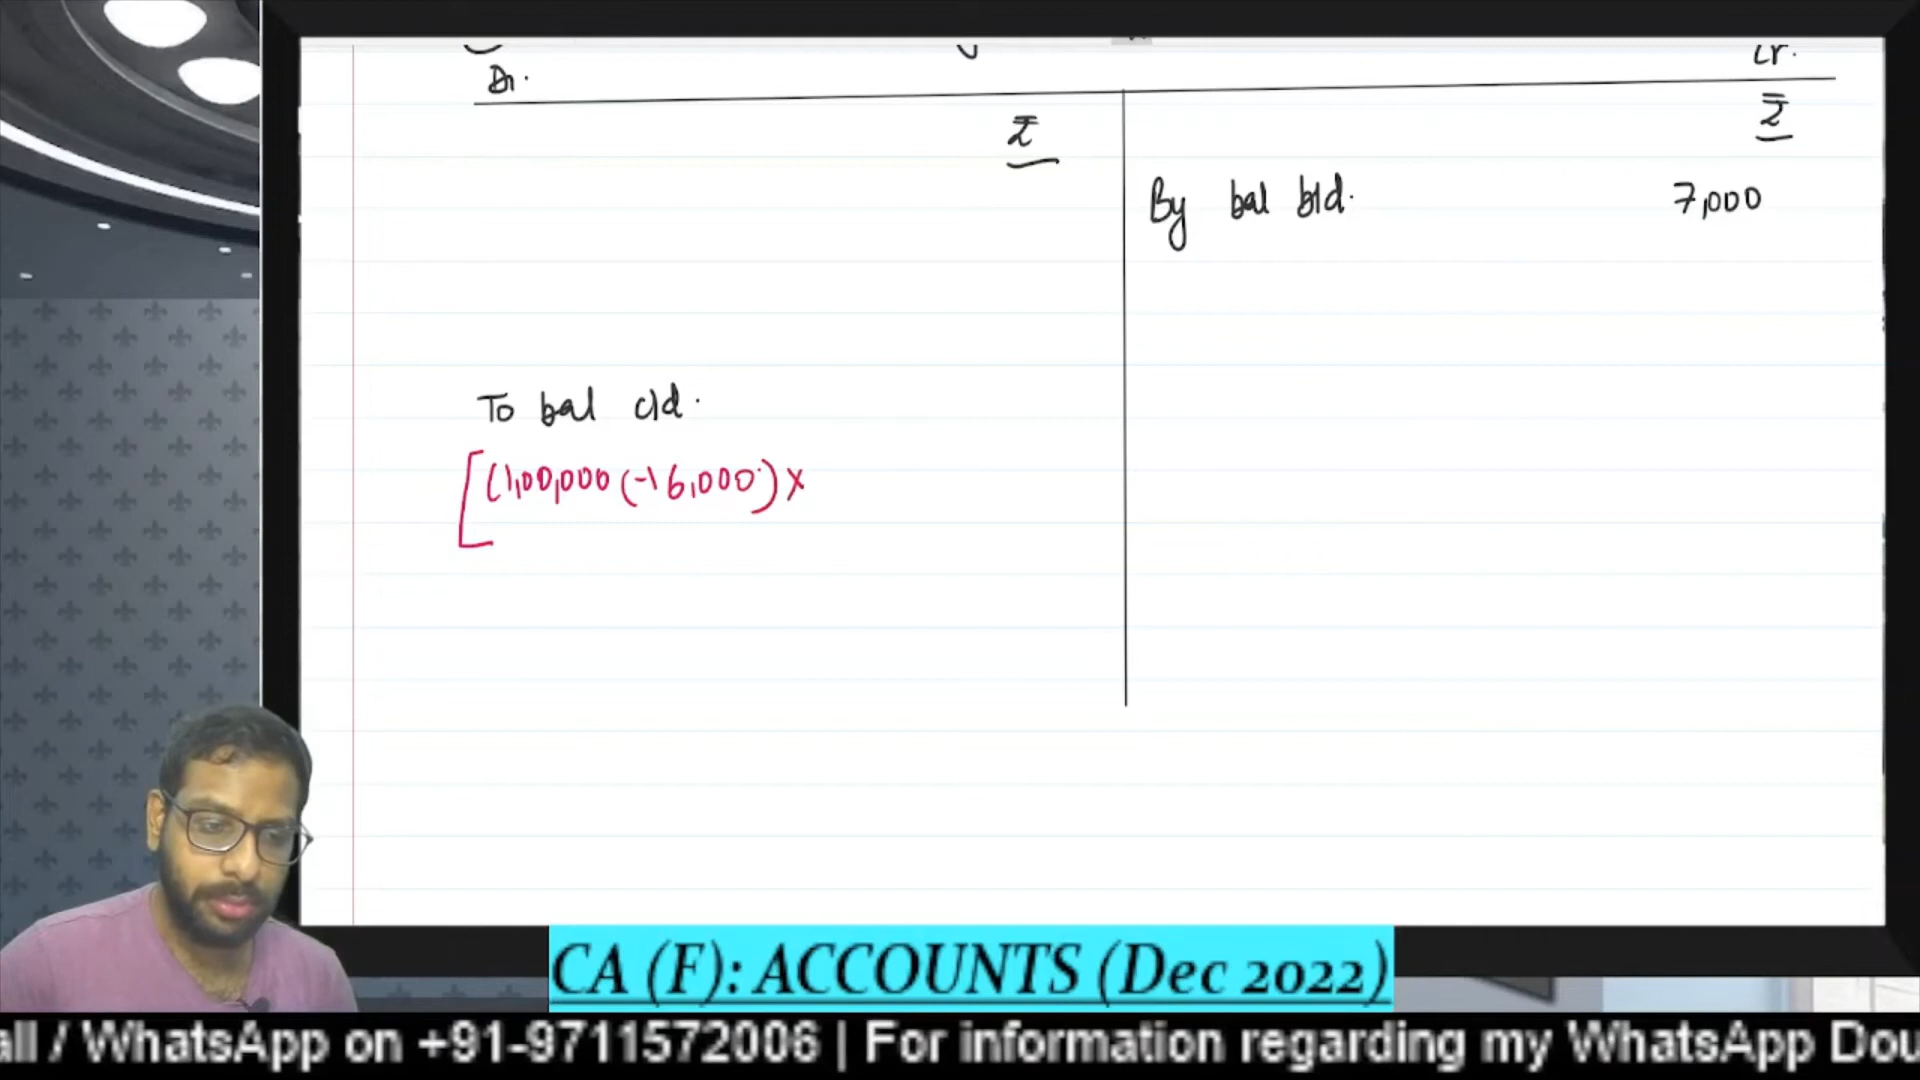 Dr.
Cr.
₹
₹
By bal b/d. 7,000
To bal c/d.
[(1,00,000 (-) 6,000) x
CA (F): ACCOUNTS (Dec 2022)
all / WhatsApp on +91-9711572006 | For information regarding my WhatsApp Dou